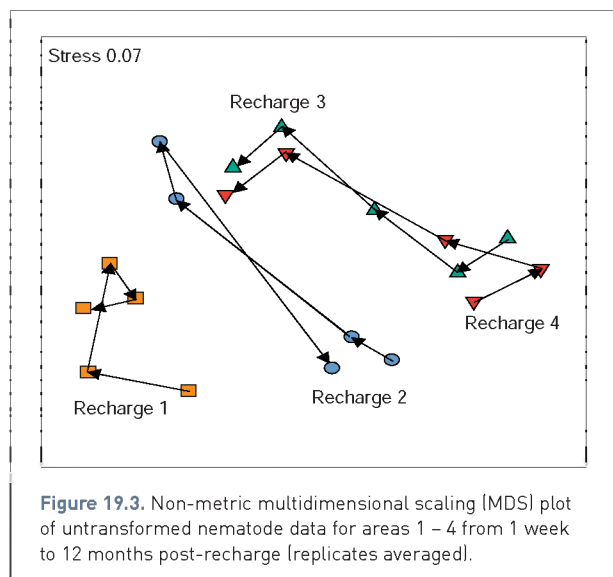 Stress 0.07
Recharge 3
Recharge 4
Recharge 2
Recharge 1
Figure 19.3. Non-metric multidimensional scaling (MDS) plot
of untransformed nematode data for areas 1 – 4 from 1 week
to 12 months post-recharge (replicates averaged).